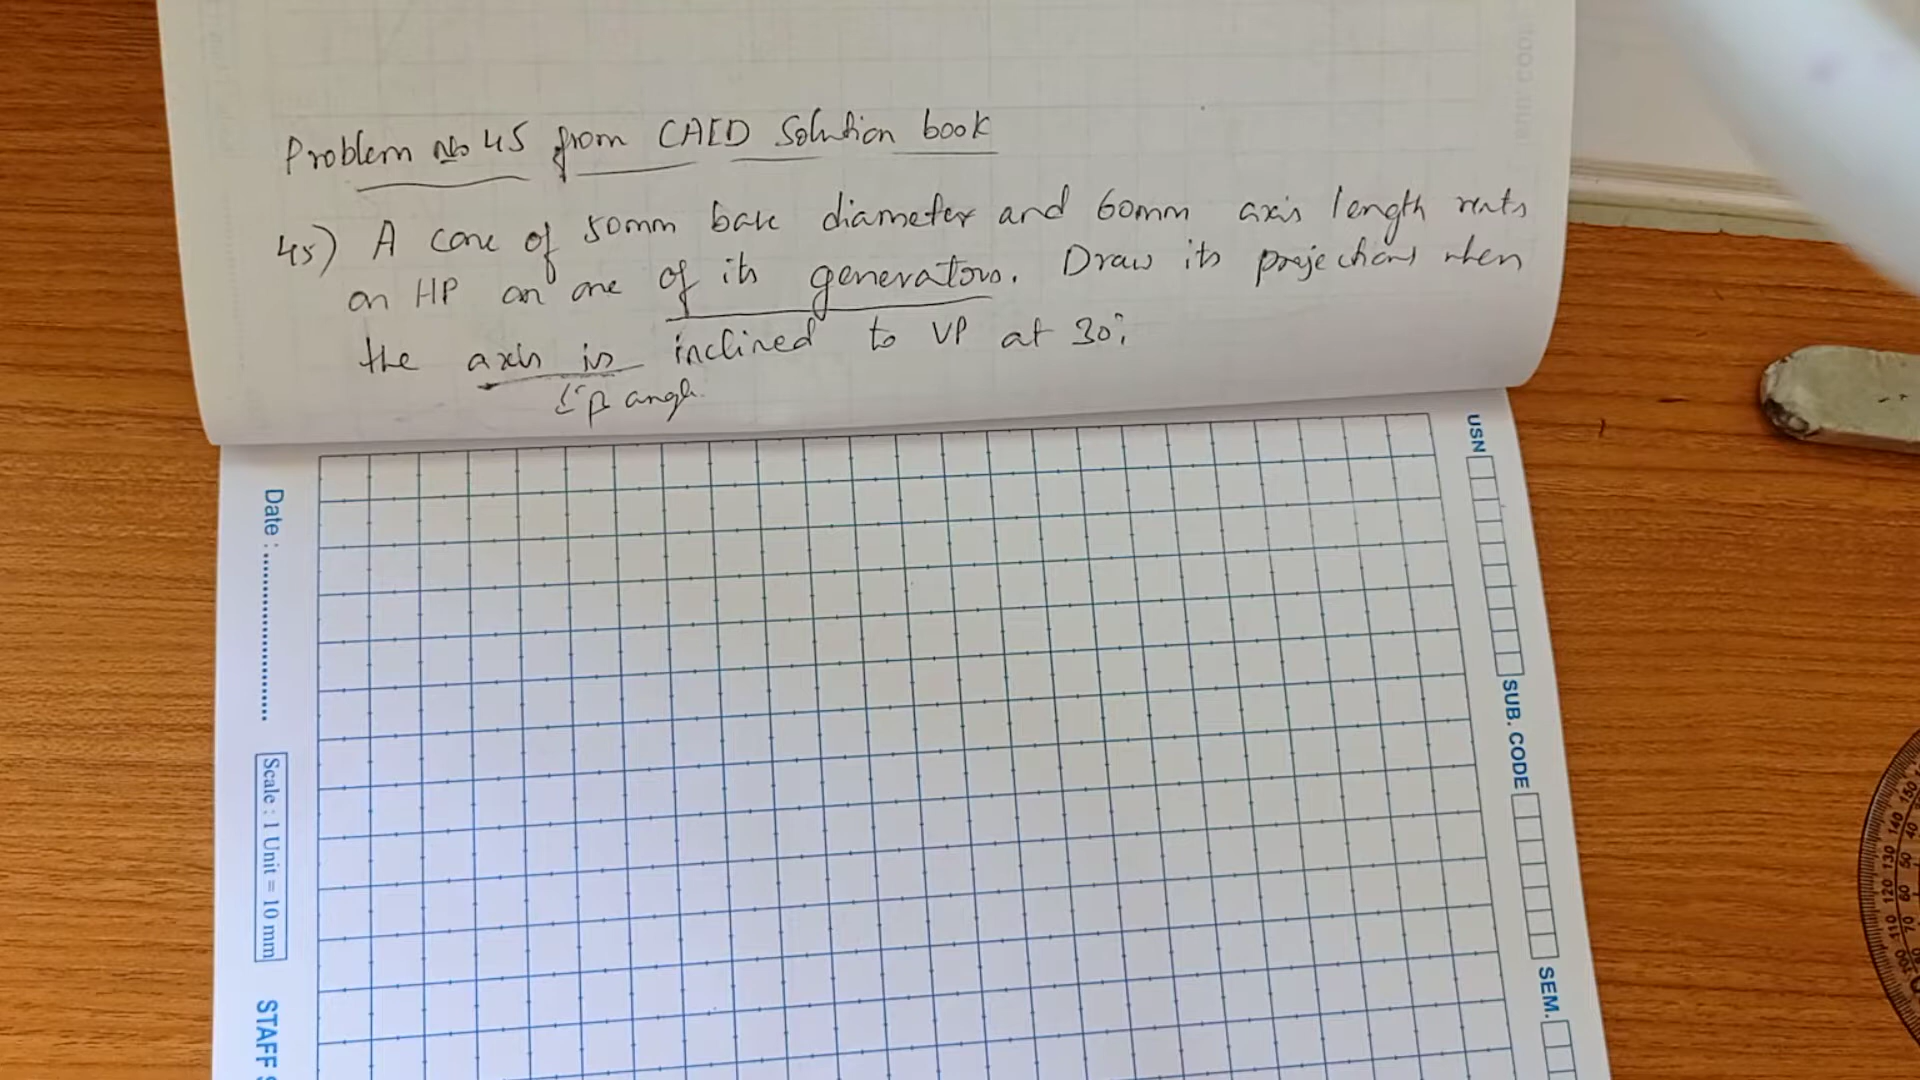 Problem No 45 from CAED Solution book
45) A cone of 50mm base diameter and 60mm axis length rests
on HP on one of its generators. Draw its projections when
the axis is inclined to VP at 30°.
β angle
USN
SUB. CODE
SEM.
Date : ........................
Scale : 1 Unit = 10 mm
STAFF